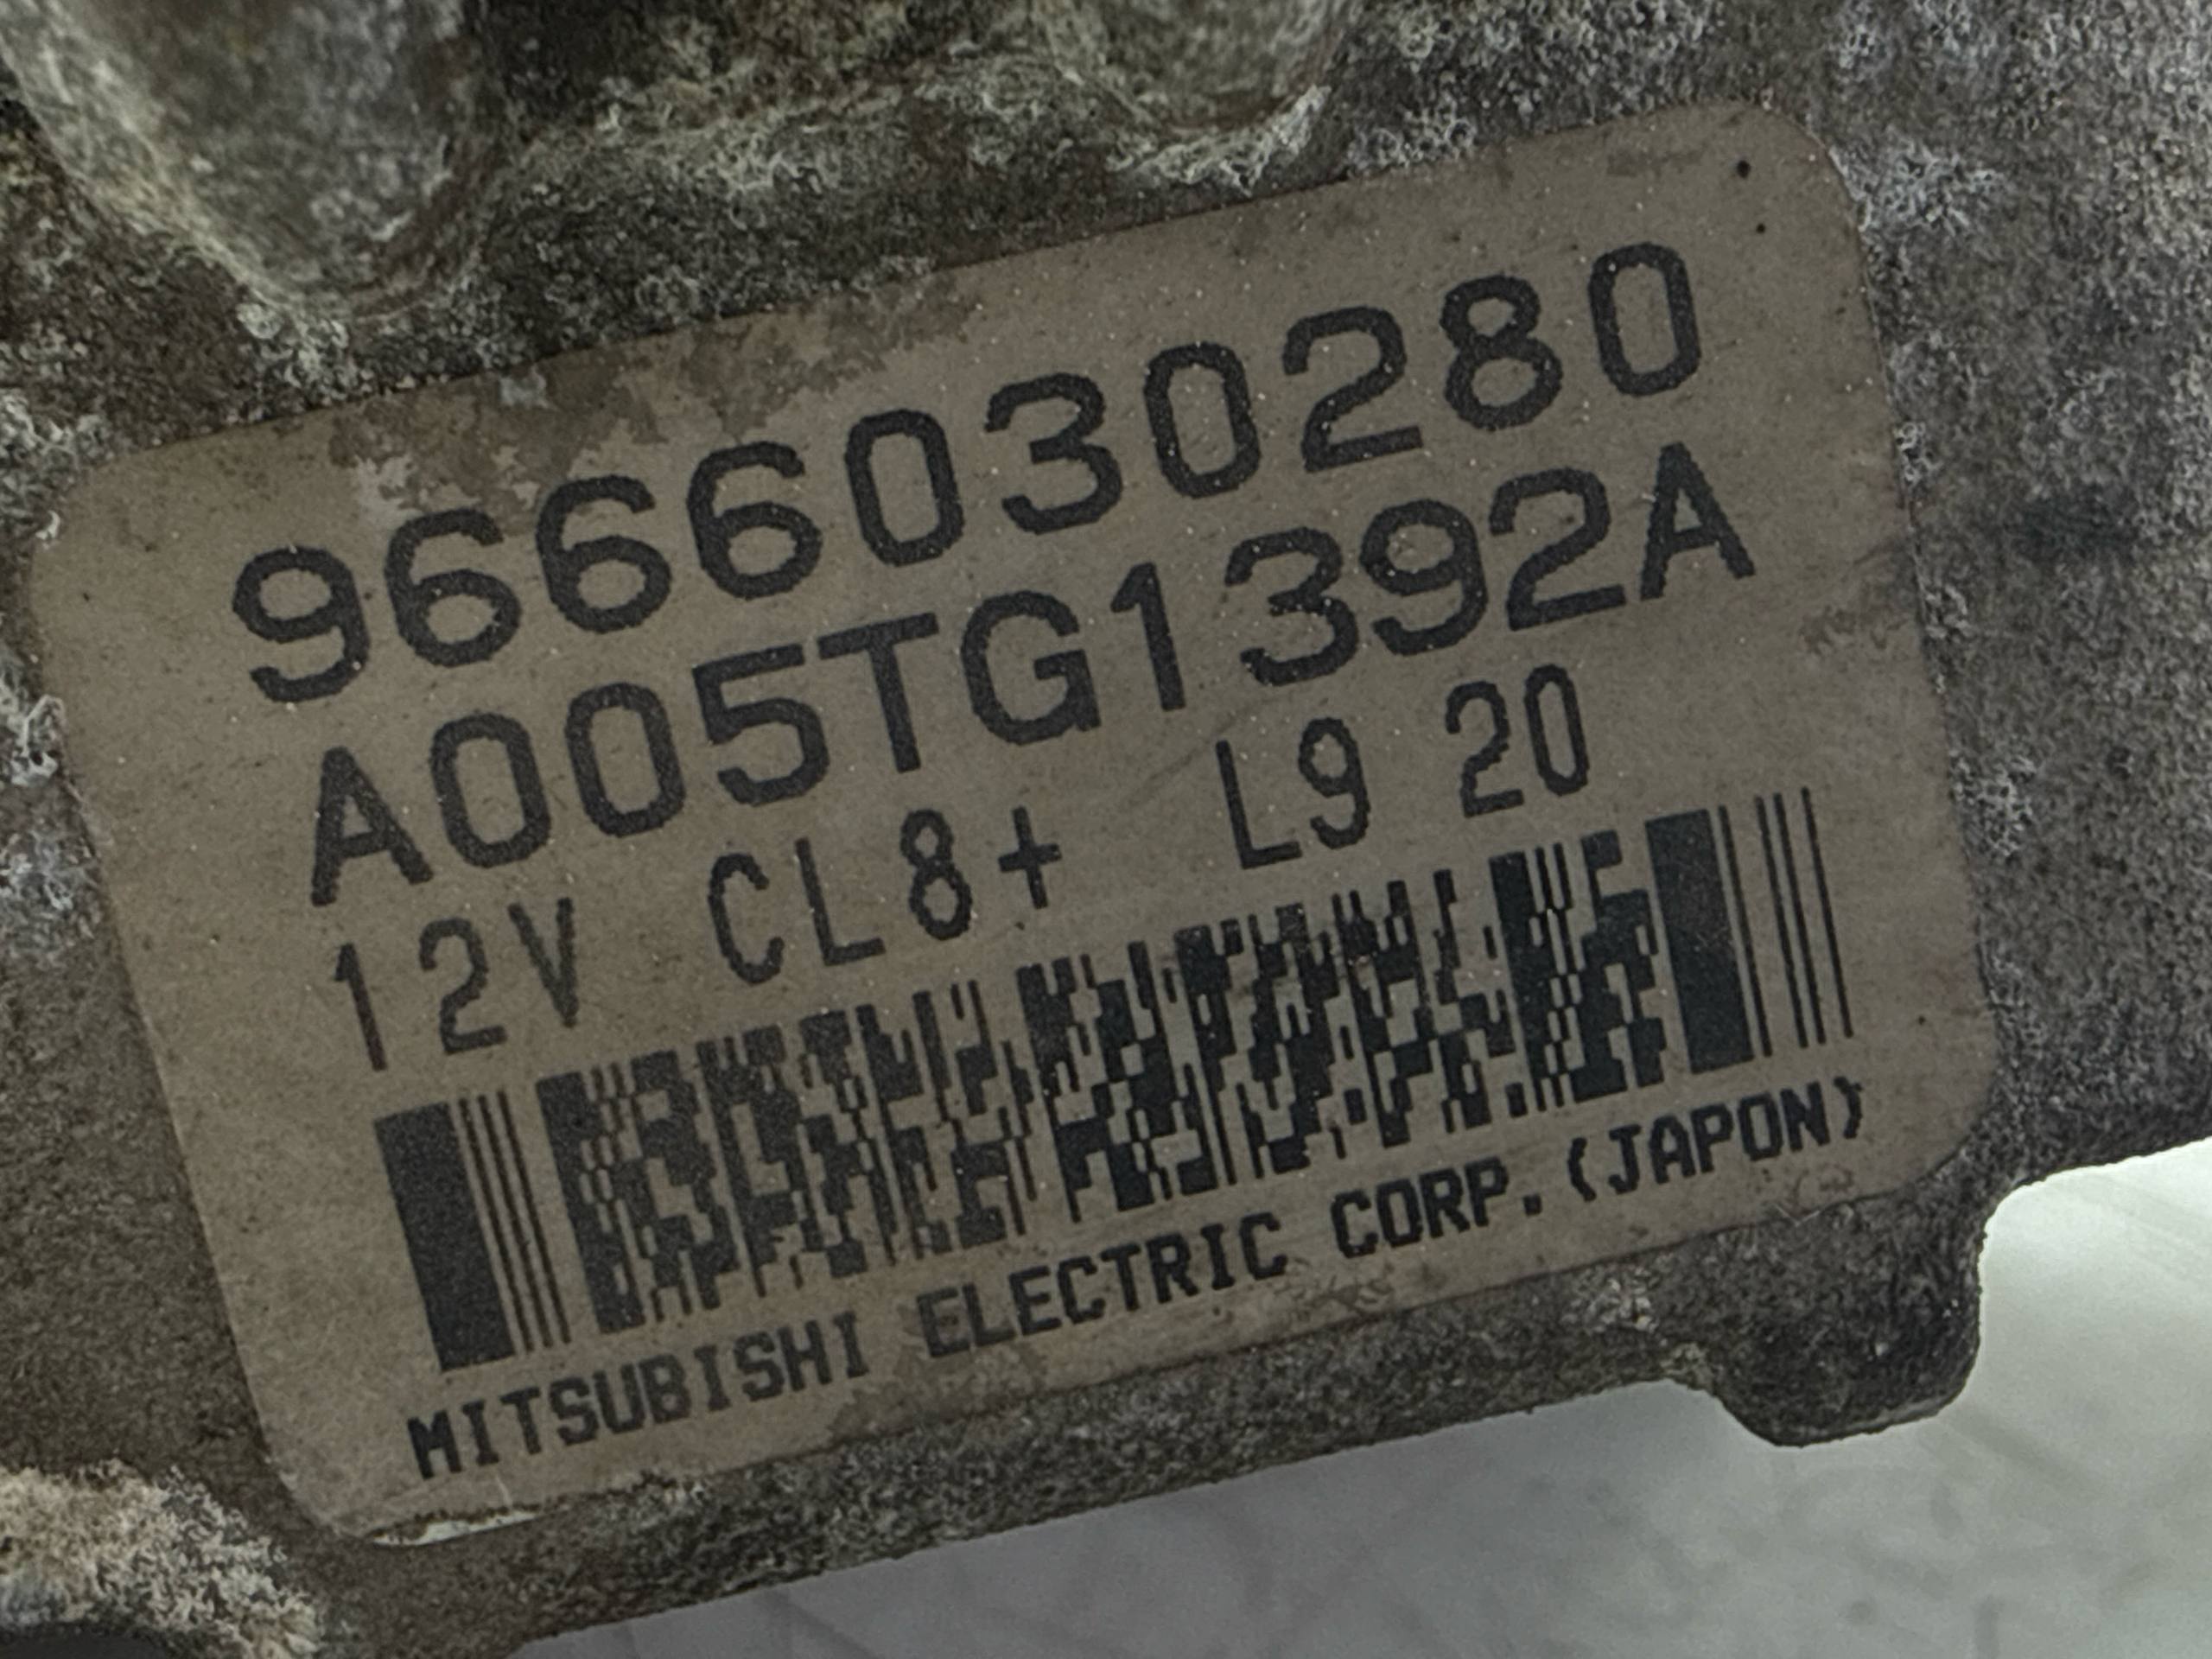 9666030280
A005TG1392A
12V CL8+ L9 20
MITSUBISHI ELECTRIC CORP.(JAPON)